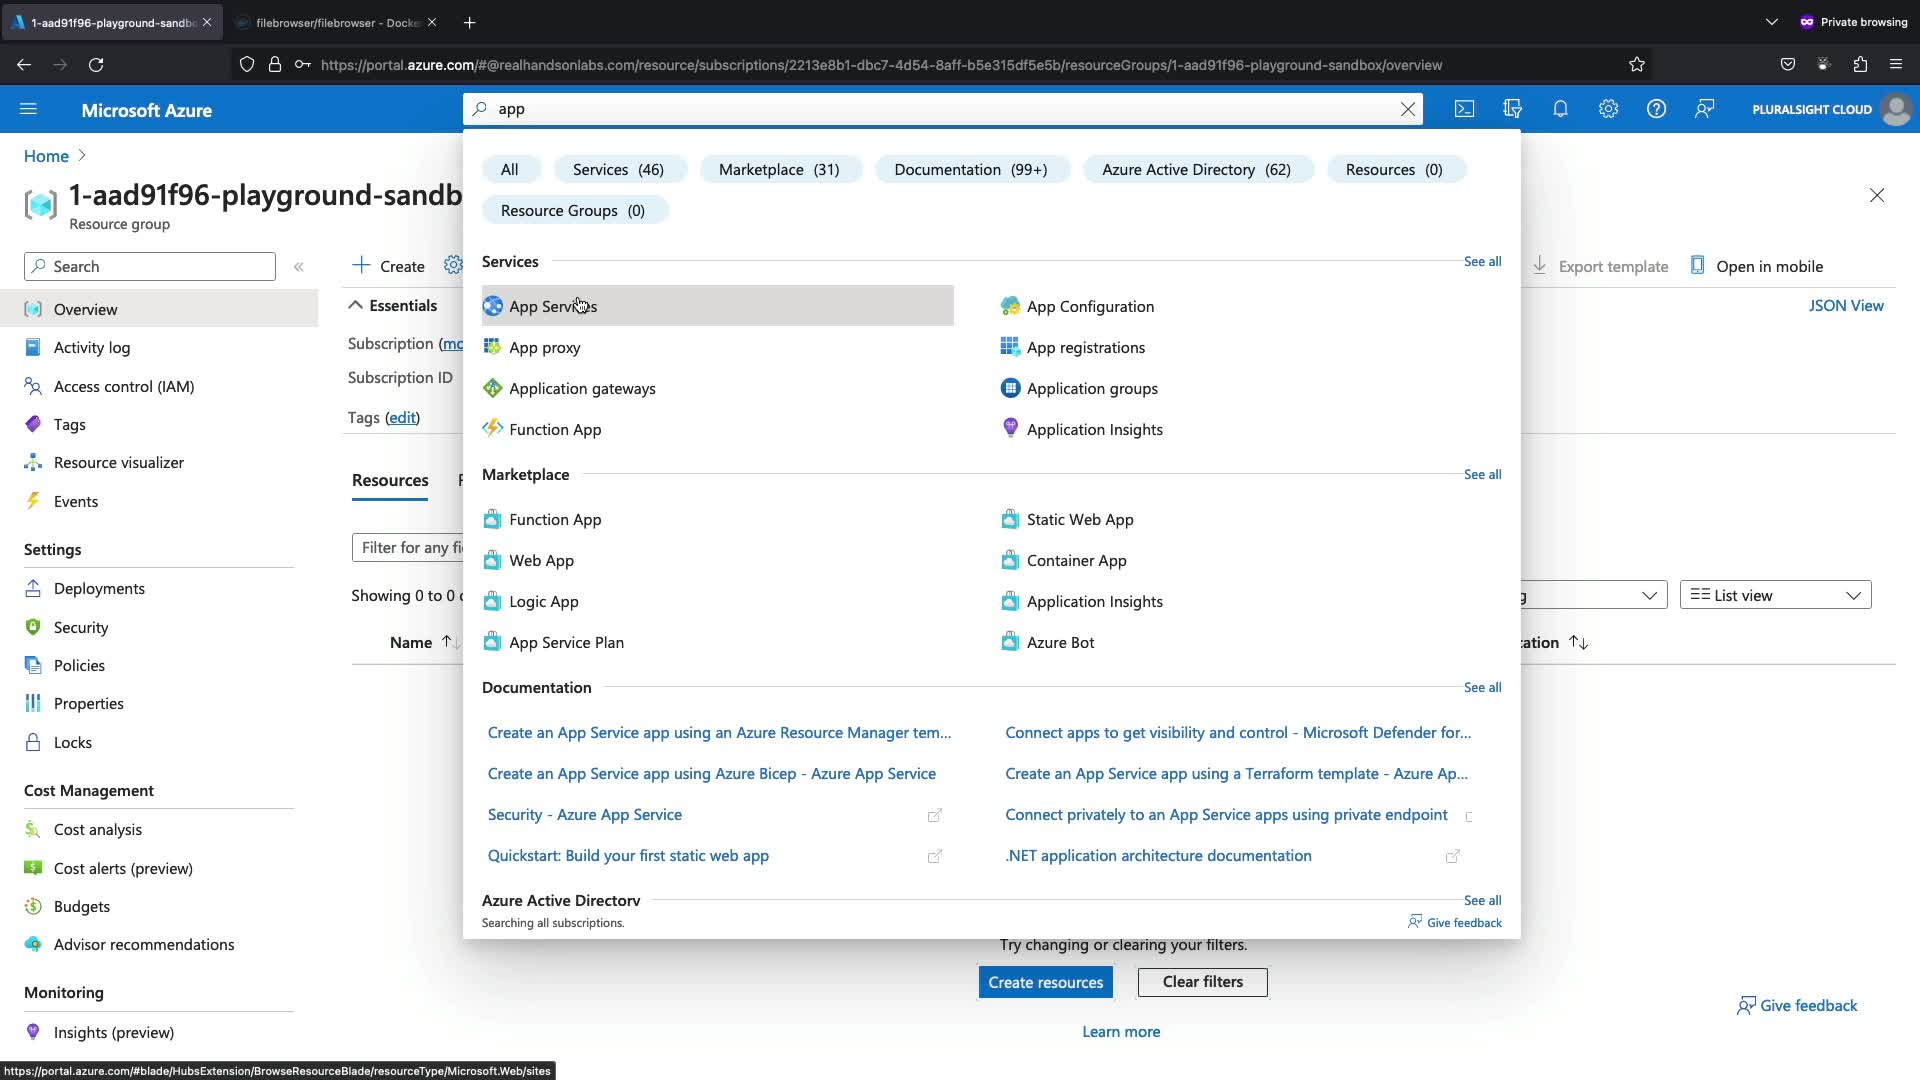 1-aad91f96-playground-sandbo
filebrowser/filebrowser - Docke
Private browsing
https://portal.azure.com/#@realhandsonlabs.com/resource/subscriptions/2213e8b1-dbc7-4d54-8aff-b5e315df5e5b/resourceGroups/1-aad91f96-playground-sandbox/overview
Microsoft Azure
app
PLURALSIGHT CLOUD
Home
1-aad91f96-playground-sandb
Resource group
Search
Overview
Activity log
Access control (IAM)
Tags
Resource visualizer
Events
Settings
Deployments
Security
Policies
Properties
Locks
Cost Management
Cost analysis
Cost alerts (preview)
Budgets
Advisor recommendations
Monitoring
Insights (preview)
Create
Essentials
Subscription (mo
Subscription ID
Tags (edit)
Resources
Filter for any fi
Showing 0 to 0 o
Name
All
Services (46)
Marketplace (31)
Documentation (99+)
Azure Active Directory (62)
Resources (0)
Resource Groups (0)
Services
See all
App Services
App Configuration
App proxy
App registrations
Application gateways
Application groups
Function App
Application Insights
Marketplace
See all
Function App
Static Web App
Web App
Container App
Logic App
Application Insights
App Service Plan
Azure Bot
Documentation
See all
Create an App Service app using an Azure Resource Manager tem...
Connect apps to get visibility and control - Microsoft Defender for...
Create an App Service app using Azure Bicep - Azure App Service
Create an App Service app using a Terraform template - Azure Ap...
Security - Azure App Service
Connect privately to an App Service apps using private endpoint
Quickstart: Build your first static web app
.NET application architecture documentation
Azure Active Directory
See all
Searching all subscriptions.
Give feedback
Export template
Open in mobile
JSON View
g
List view
cation
Try changing or clearing your filters.
Create resources
Clear filters
Learn more
Give feedback
https://portal.azure.com/#blade/HubsExtension/BrowseResourceBlade/resourceType/Microsoft.Web/sites